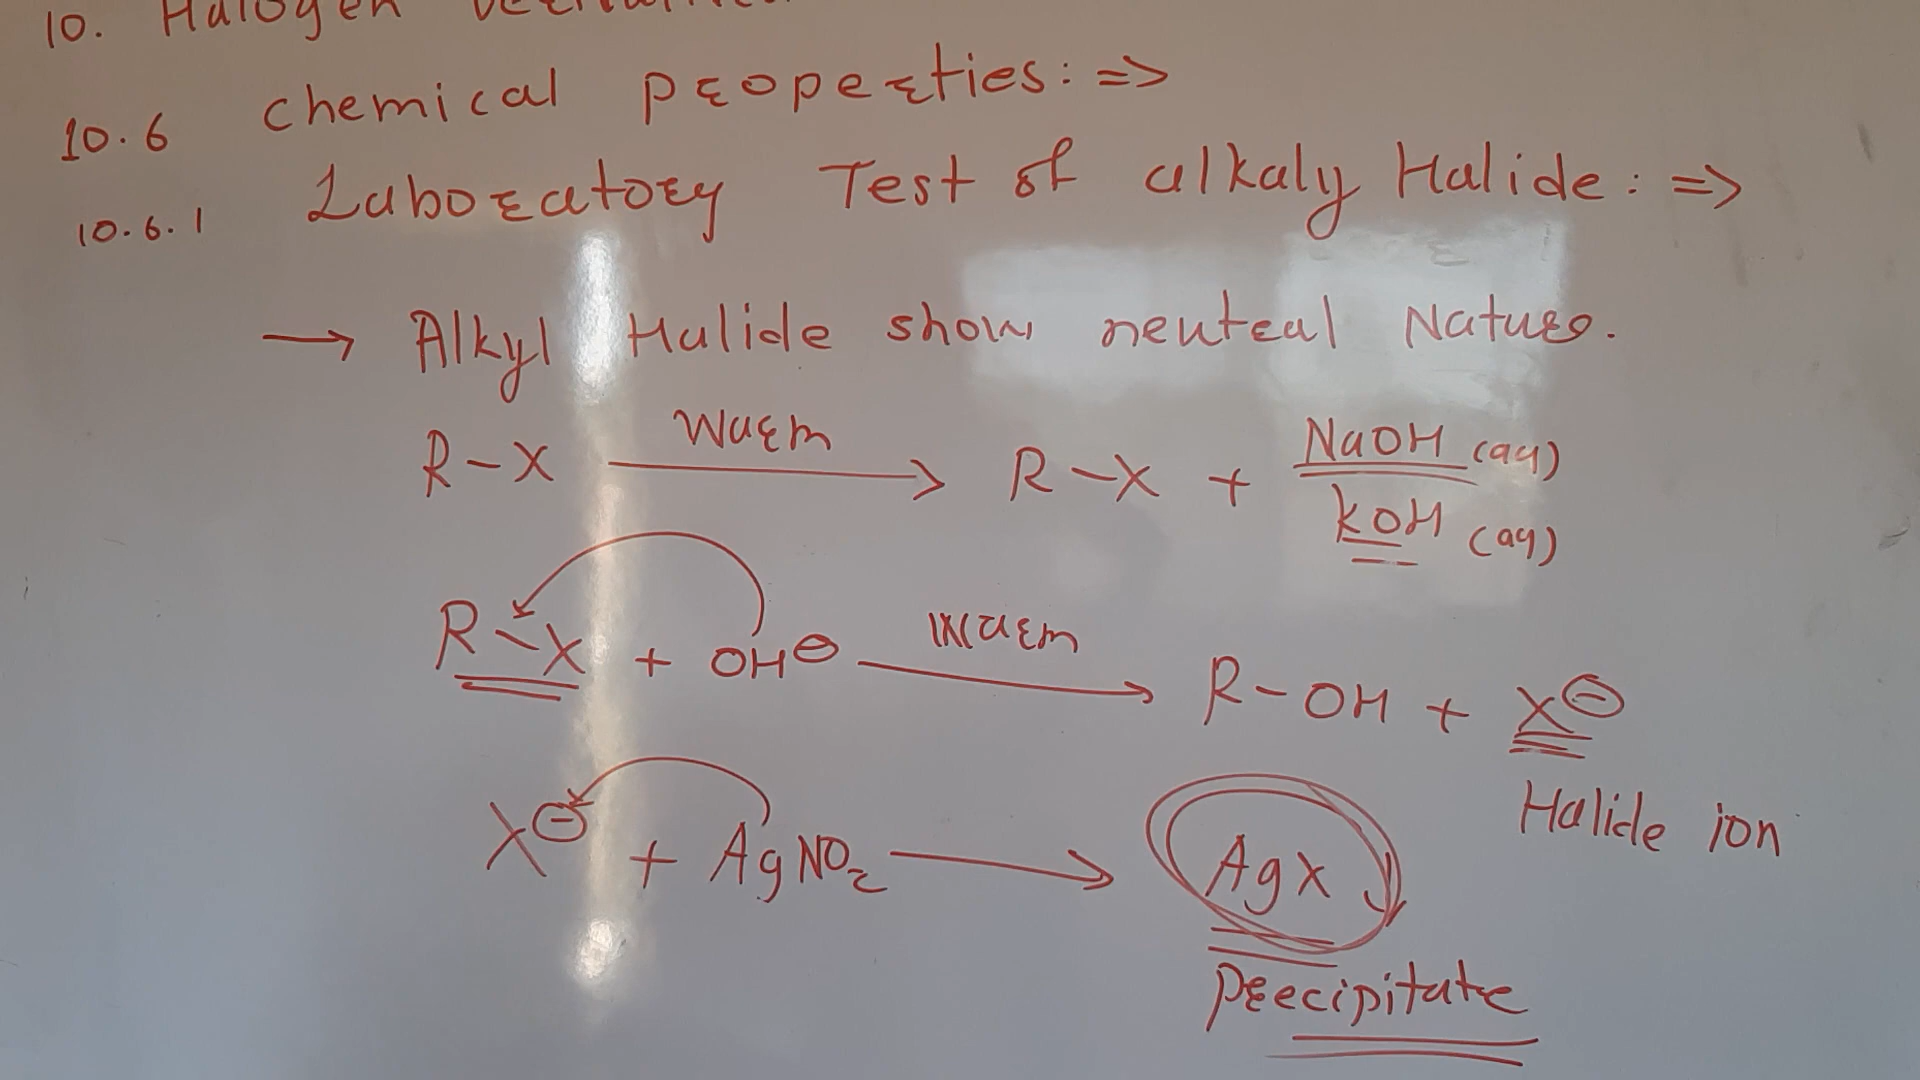 10. Halogen
10.6 chemical properties: =>
10.6.1 Laboratory Test of alkaly Halide: =>
→ Alkyl Halide show neutral Nature.
R-X Warm → R-X + NaOH (aq)
KOH (aq)
R-X + OH⊖ Warm → R-OH + X⊖
Halide ion
X⊖ + AgNO2 → AgX ↓
Precipitate